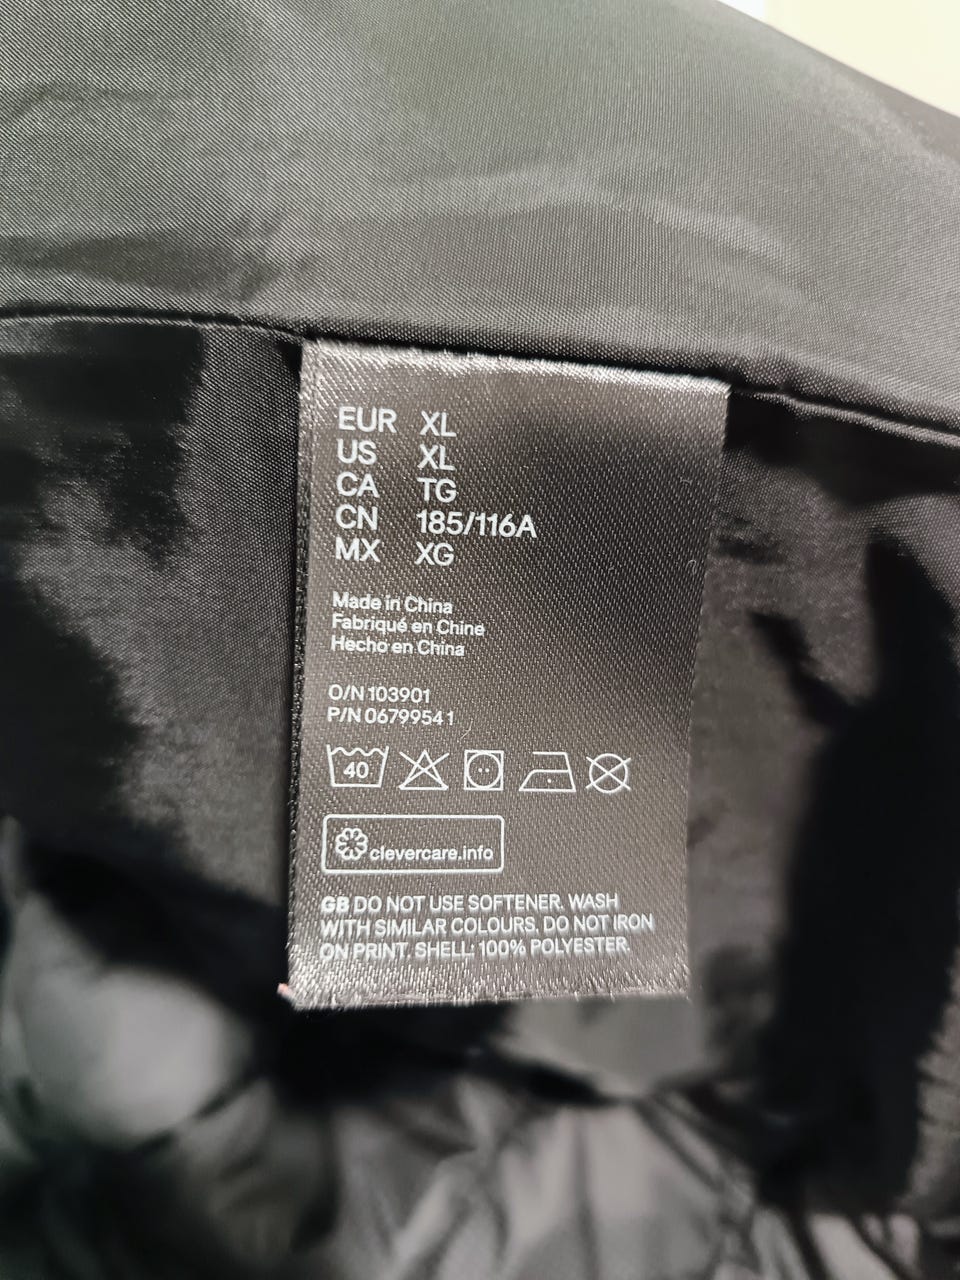 EUR XL
US XL
CA TG
CN 185/116A
MX XG
Made in China
Fabriqué en Chine
Hecho en China
O/N 103901
P/N 06799541
40
clevercare.info
GB DO NOT USE SOFTENER. WASH
WITH SIMILAR COLOURS. DO NOT IRON
ON PRINT. SHELL: 100% POLYESTER.